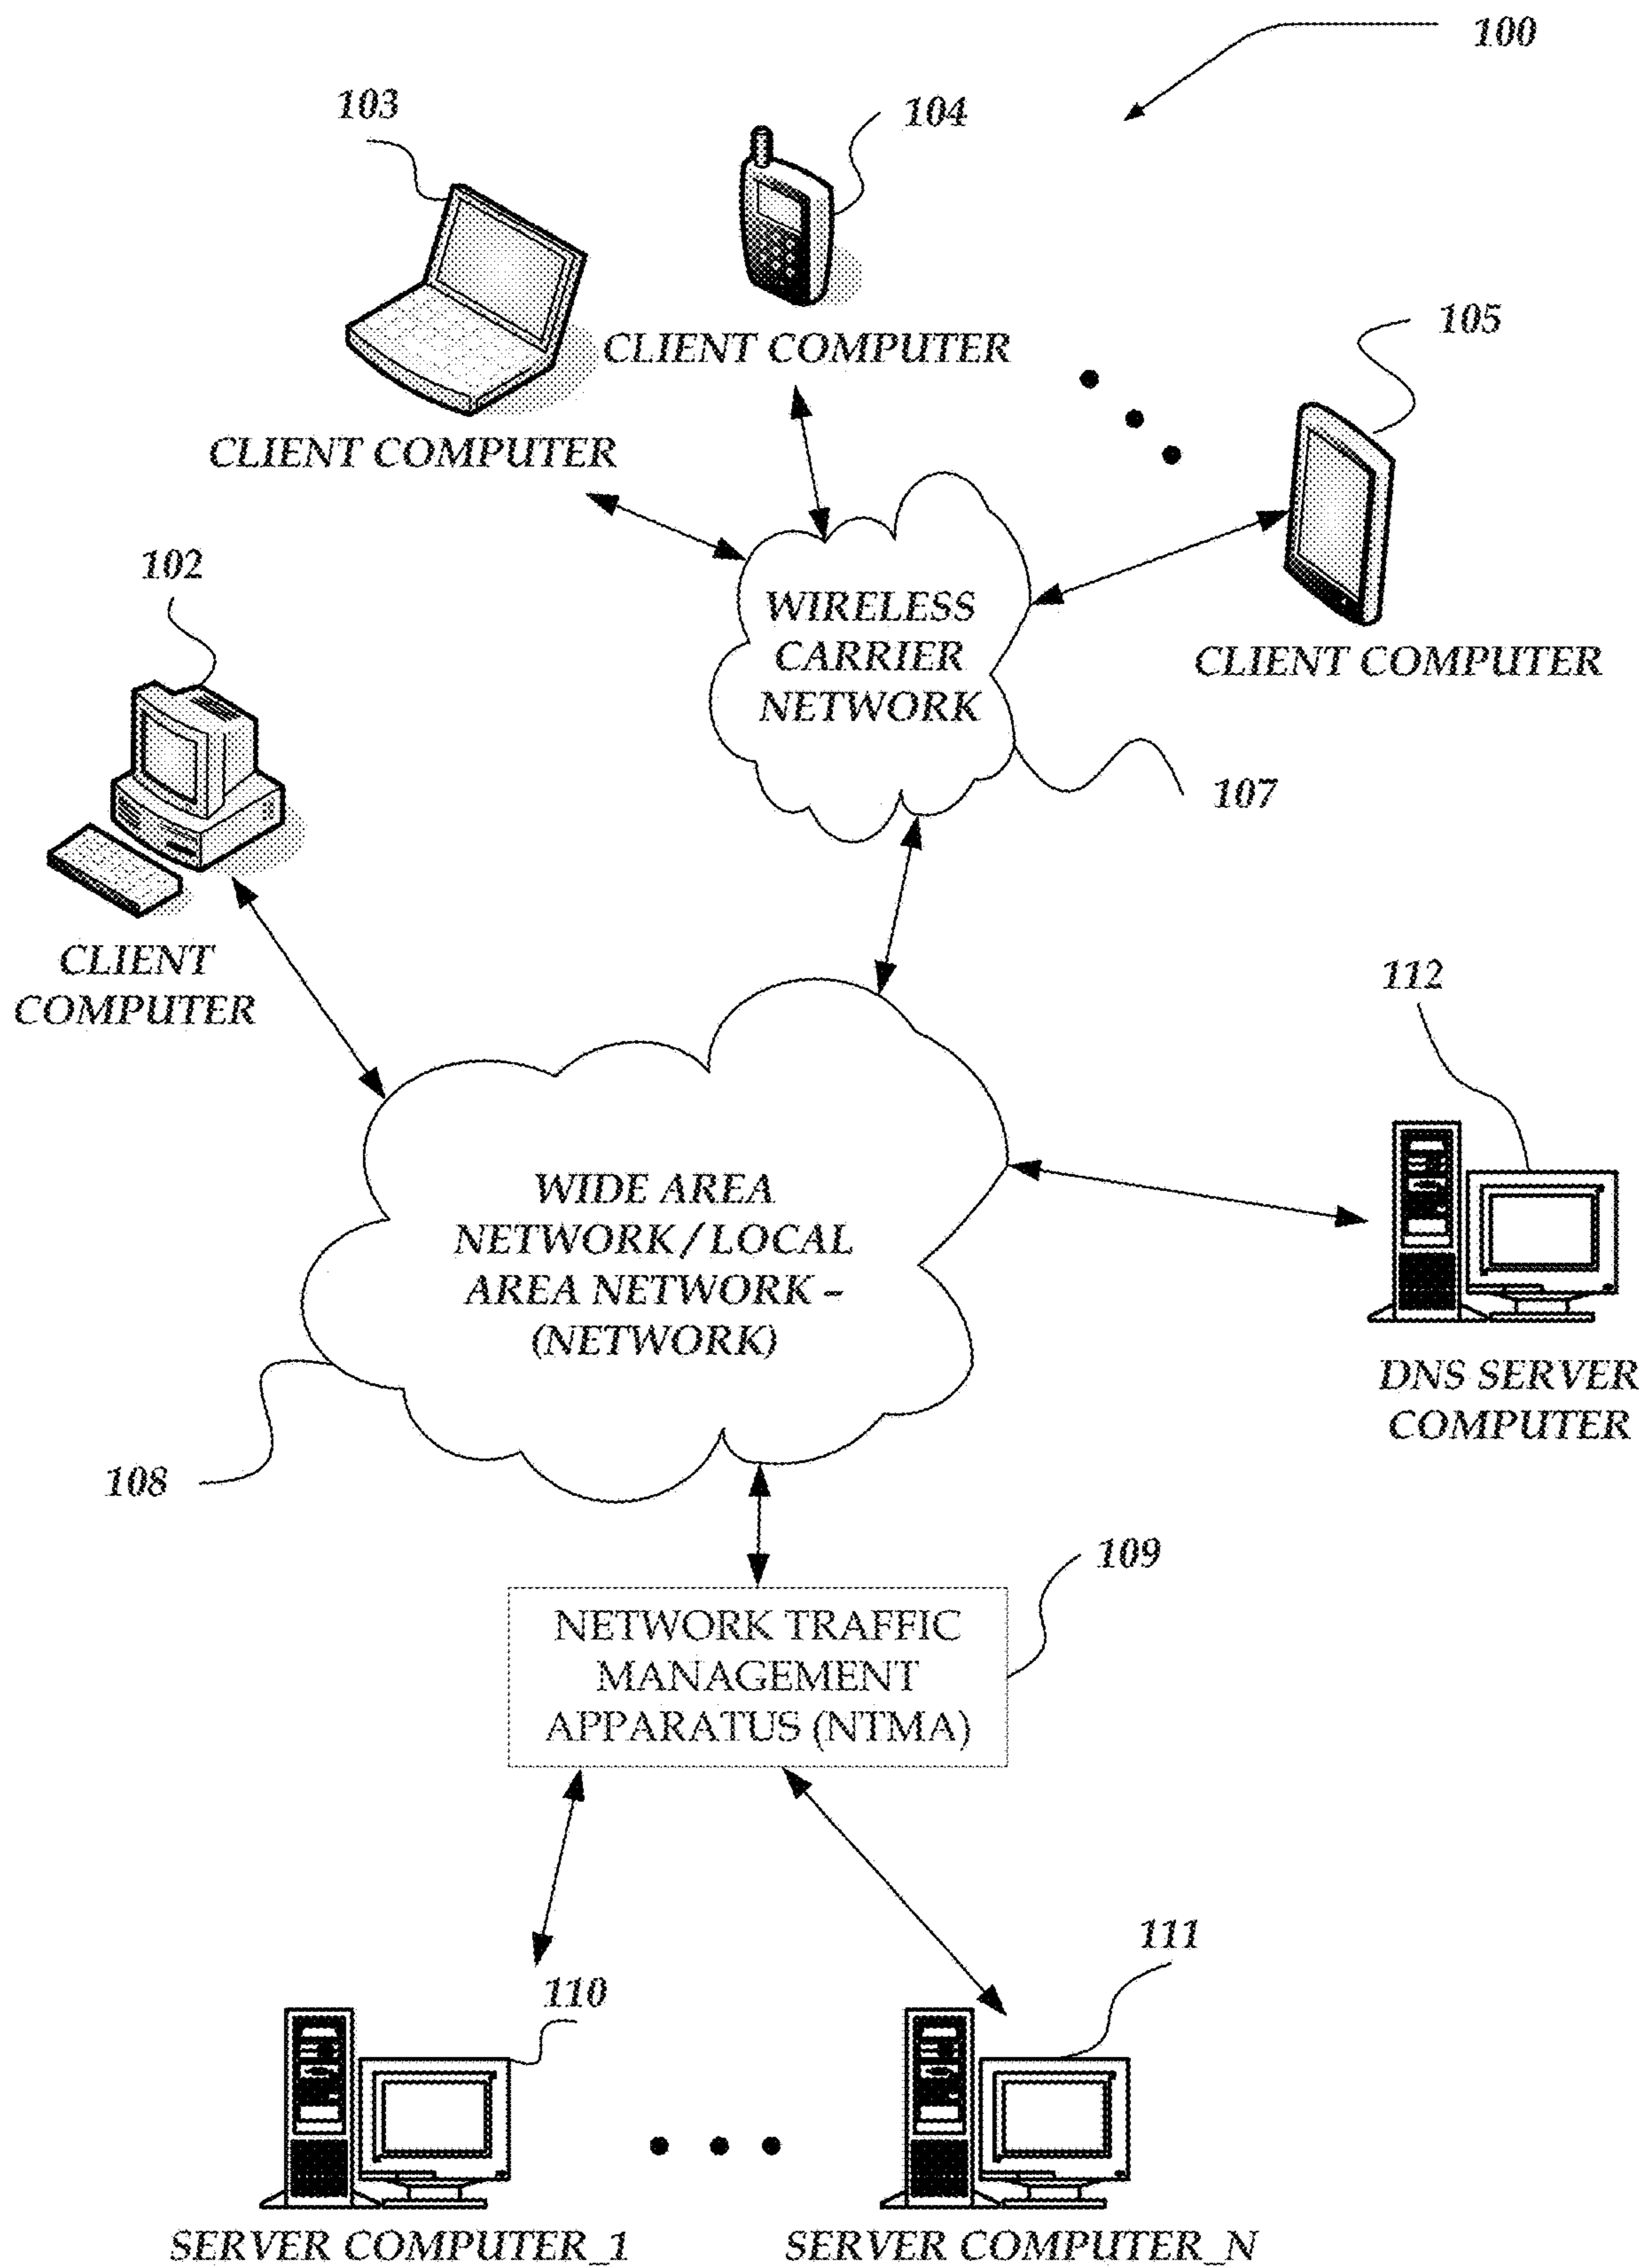 100
103
104
CLIENT COMPUTER
105
CLIENT COMPUTER
102
WIRELESS
CARRIER
NETWORK
CLIENT COMPUTER
107
CLIENT
COMPUTER
112
WIDE AREA
NETWORK / LOCAL
AREA NETWORK –
(NETWORK)
DNS SERVER
COMPUTER
108
109
NETWORK TRAFFIC
MANAGEMENT
APPARATUS (NTMA)
111
110
SERVER COMPUTER_1
SERVER COMPUTER_N